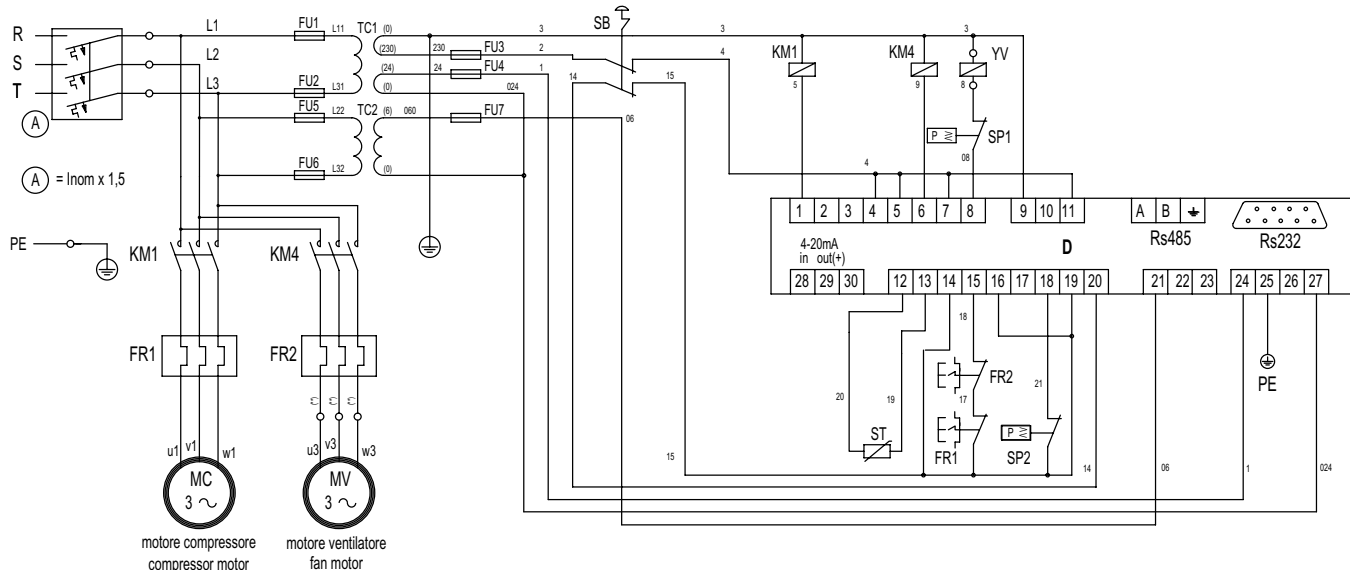 R
S
T
A
A = Inom x 1,5
PE
L1
L2
L3
FU1
L11
TC1
(0)
(230)
230
FU3
(24)
24
FU4
FU2
L31
(0)
024
FU5
L22
TC2
(6)
060
FU7
FU6
L32
(0)
SB
3
2
1
14
15
06
3
4
KM1
5
KM4
9
3
YV
8
SP1
P
08
4
1 2 3 4 5 6 7 8
9 10 11
A B
Rs485
Rs232
4-20mA
in out(+)
D
28 29 30
12 13 14 15 16 17 18 19 20
21 22 23
24 25 26 27
KM1
KM4
FR1
FR2
u1
v1
w1
u3
v3
w3
MC
3
MV
3
motore compressore
compressor motor
motore ventilatore
fan motor
20
19
ST
18
FR2
17
FR1
21
P
SP2
15
14
06
1
024
PE